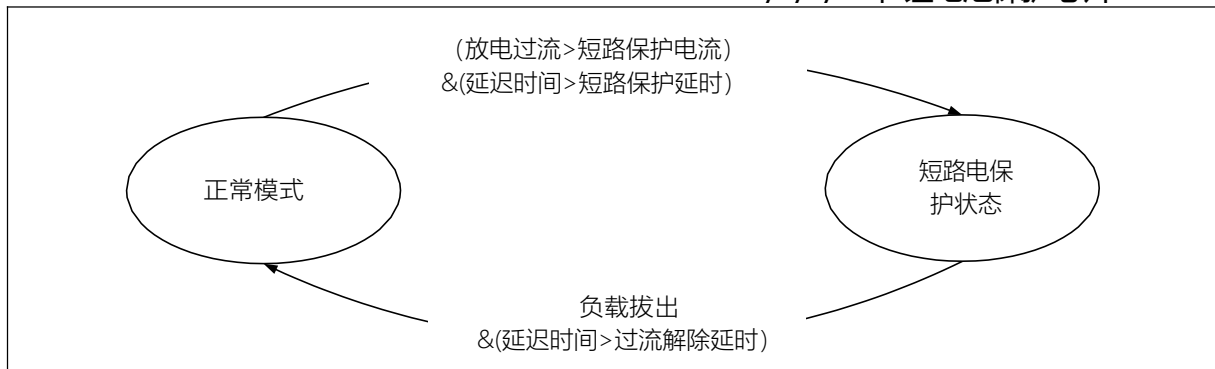 (放电过流>短路保护电流)
&(延迟时间>短路保护延时)
正常模式
短路电保
护状态
负载拔出
&(延迟时间>过流解除延时)